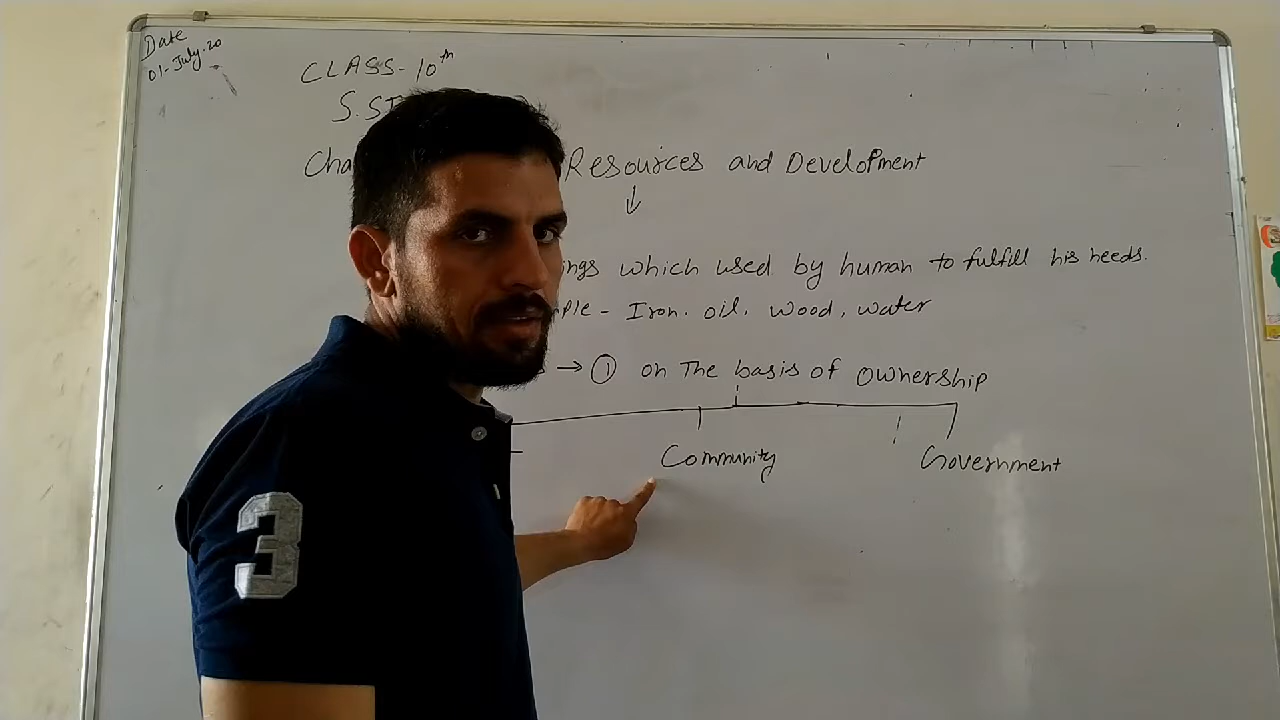 Date
01-July-20
CLASS-10th
S.S
Cha Resources and Development
ings which used by human to fulfill his needs.
ple - Iron. oil, wood, water
→ ① on The basis of ownership
Community Government
3